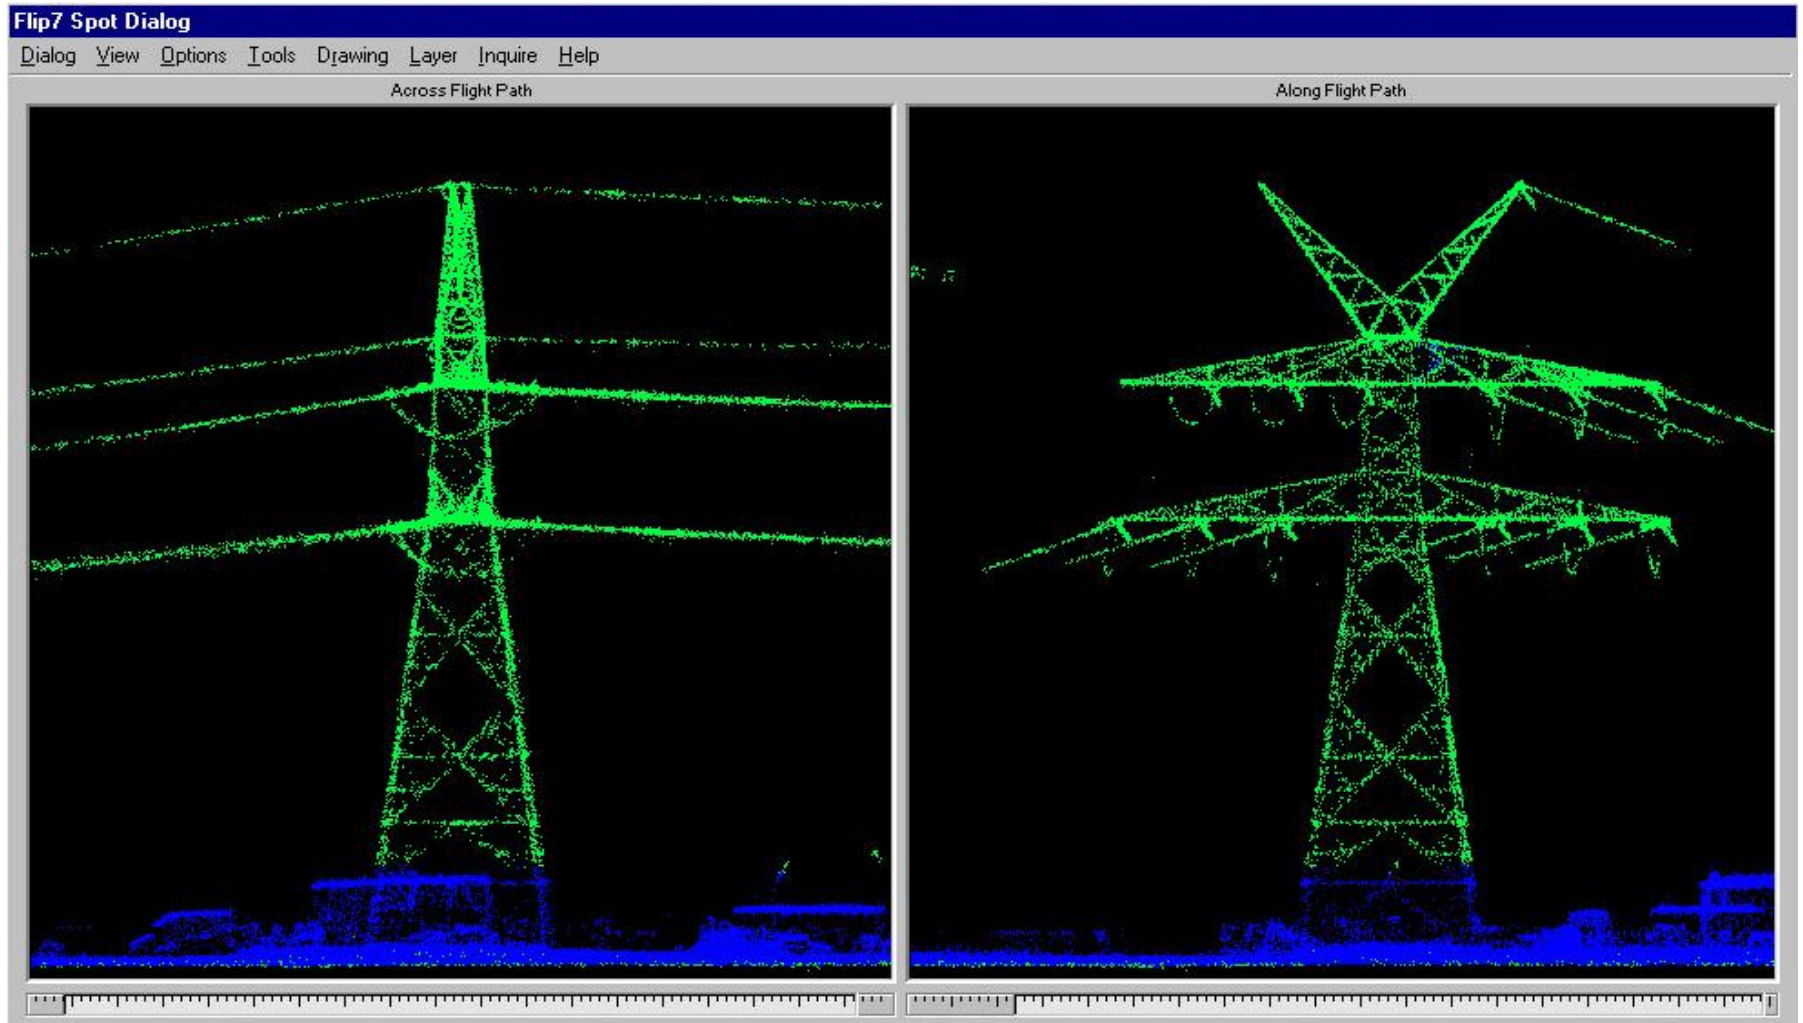 Flip7 Spot Dialog
Dialog View Options Tools Drawing Layer Inquire Help
Across Flight Path
Along Flight Path